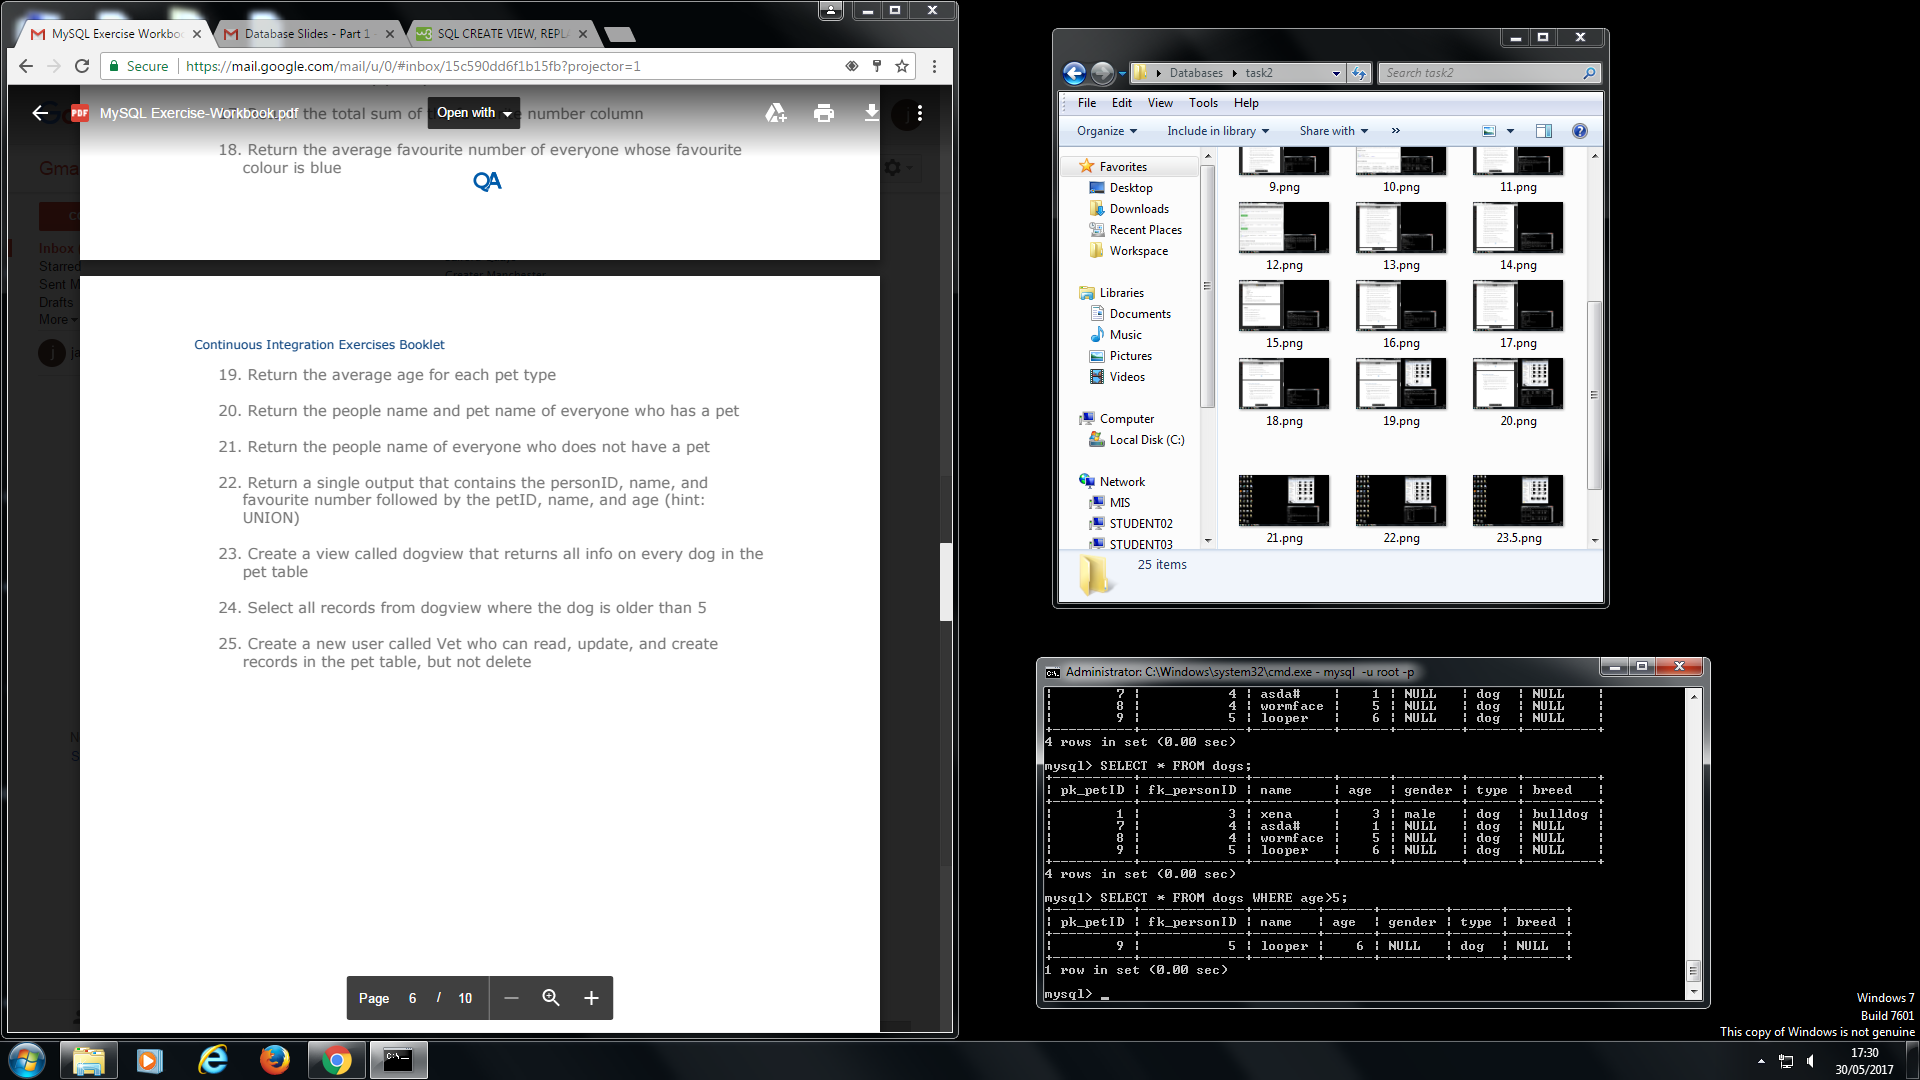 MySQL Exercise Workbo
Database Slides - Part 1
SQL CREATE VIEW, REPL
Secure
https://mail.google.com/mail/u/0/#inbox/15c590dd6f1b15fb?projector=1
PDF
MySQL Exercise-Workbook.pdf
Open with
the total sum of
number column
18. Return the average favourite number of everyone whose favourite
colour is blue
QA
Gma
Inbox
Starred
Sent M
Drafts
More
Continuous Integration Exercises Booklet
19. Return the average age for each pet type
20. Return the people name and pet name of everyone who has a pet
21. Return the people name of everyone who does not have a pet
22. Return a single output that contains the personID, name, and
favourite number followed by the petID, name, and age (hint:
UNION)
23. Create a view called dogview that returns all info on every dog in the
pet table
24. Select all records from dogview where the dog is older than 5
25. Create a new user called Vet who can read, update, and create
records in the pet table, but not delete
Page 6 / 10
Databases
task2
Search task2
File Edit View Tools Help
Organize Include in library Share with »
Favorites
Desktop
Downloads
Recent Places
Workspace
Libraries
Documents
Music
Pictures
Videos
Computer
Local Disk (C:)
Network
MIS
STUDENT02
STUDENT03
9.png 10.png 11.png
12.png 13.png 14.png
15.png 16.png 17.png
18.png 19.png 20.png
21.png 22.png 23.5.png
25 items
Administrator: C:\Windows\system32\cmd.exe - mysql -u root -p
| 7 | 4 | asda# | 1 | NULL | dog | NULL |
| 8 | 4 | wormface | 5 | NULL | dog | NULL |
| 9 | 5 | looper | 6 | NULL | dog | NULL |
4 rows in set (0.00 sec)
mysql> SELECT * FROM dogs;
| pk_petID | fk_personID | name | age | gender | type | breed |
| 1 | 3 | xena | 3 | male | dog | bulldog |
| 7 | 4 | asda# | 1 | NULL | dog | NULL |
| 8 | 4 | wormface | 5 | NULL | dog | NULL |
| 9 | 5 | looper | 6 | NULL | dog | NULL |
4 rows in set (0.00 sec)
mysql> SELECT * FROM dogs WHERE age>5;
| pk_petID | fk_personID | name | age | gender | type | breed |
| 9 | 5 | looper | 6 | NULL | dog | NULL |
1 row in set (0.00 sec)
mysql> _
Windows 7
Build 7601
This copy of Windows is not genuine
17:30
30/05/2017